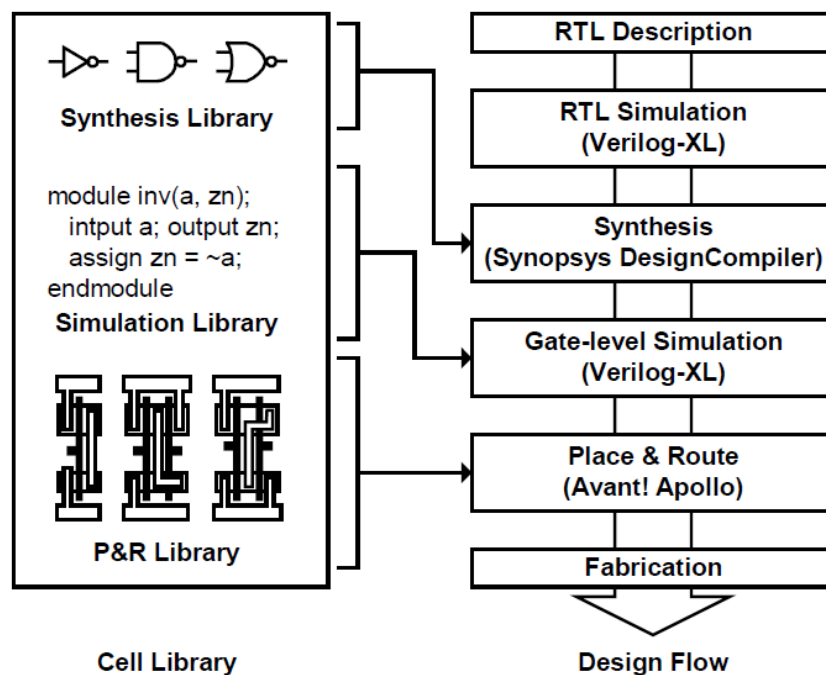 Synthesis Library
module inv(a, zn);
intput a; output zn;
assign zn = ~a;
endmodule
Simulation Library
P&R Library
Cell Library
RTL Description
RTL Simulation
(Verilog-XL)
Synthesis
(Synopsys DesignCompiler)
Gate-level Simulation
(Verilog-XL)
Place & Route
(Avant! Apollo)
Fabrication
Design Flow